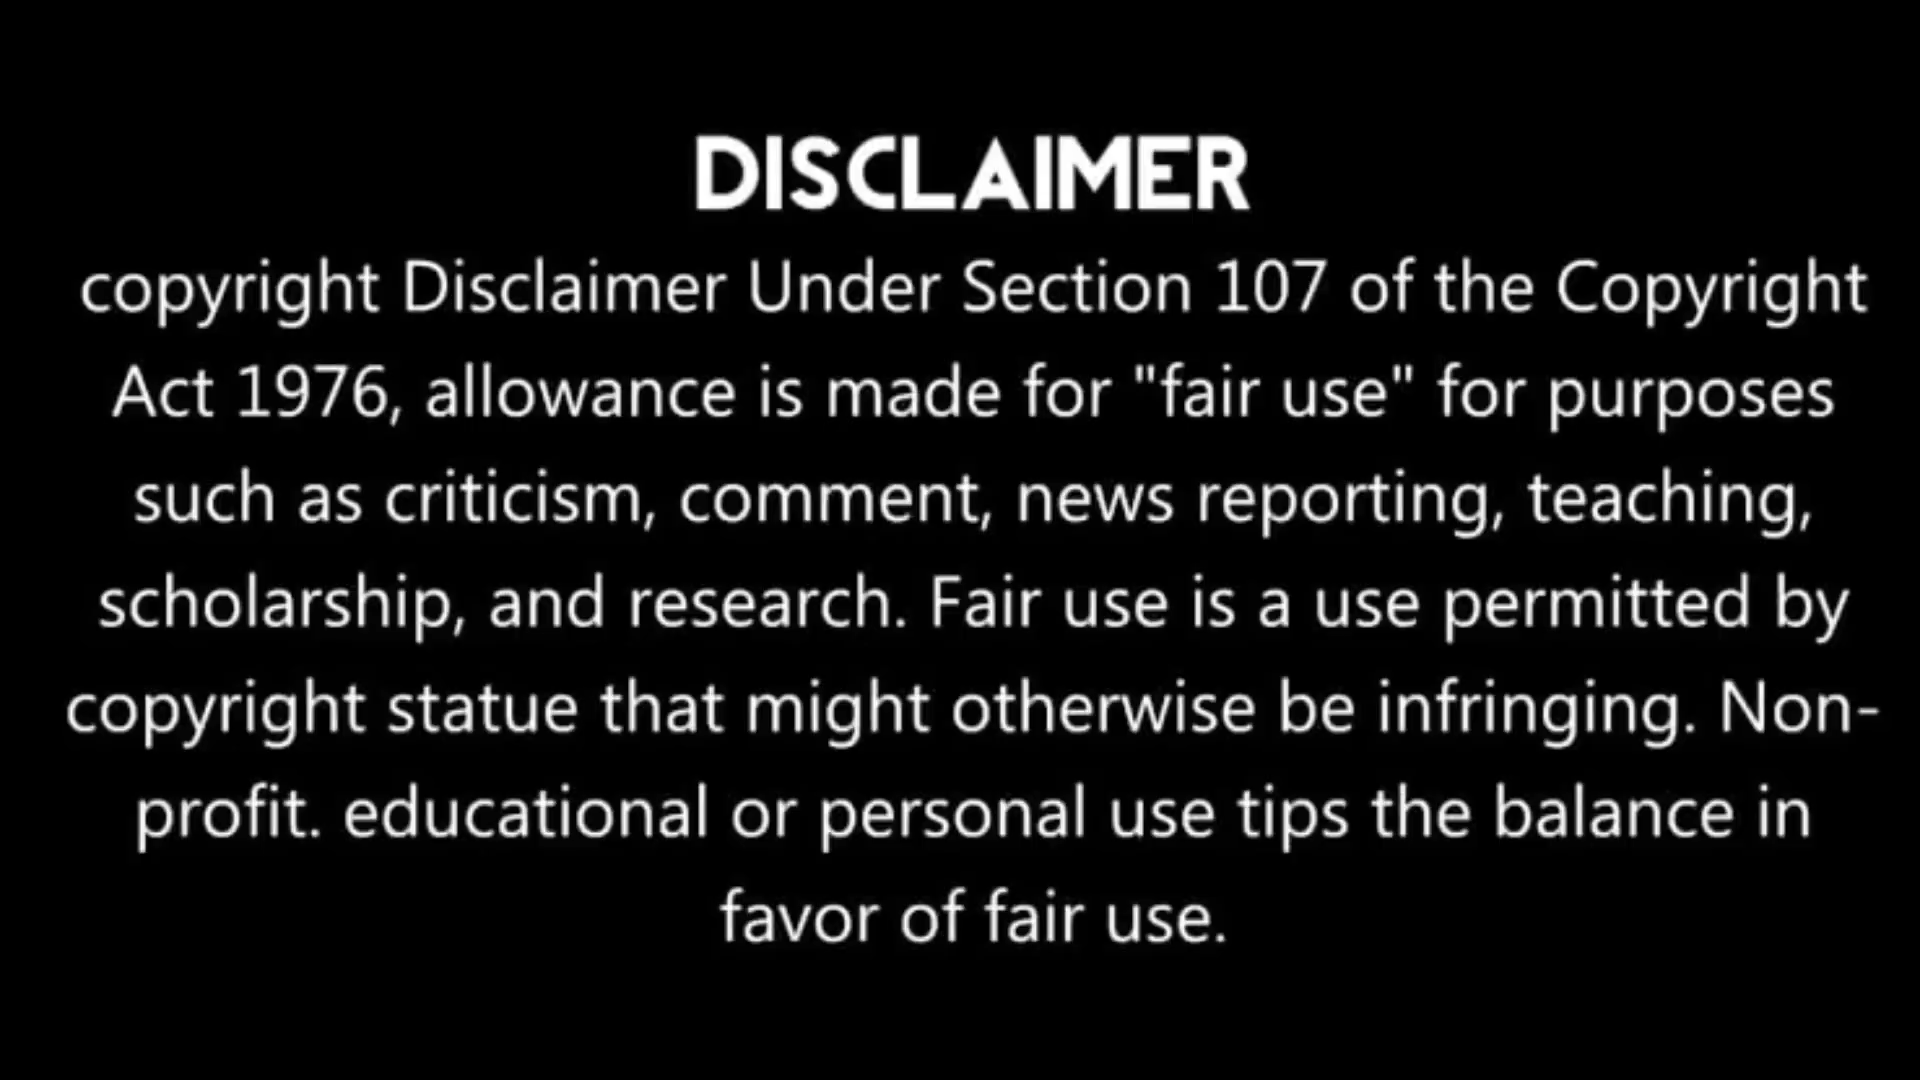 DISCLAIMER
copyright Disclaimer Under Section 107 of the Copyright
Act 1976, allowance is made for "fair use" for purposes
such as criticism, comment, news reporting, teaching,
scholarship, and research. Fair use is a use permitted by
copyright statue that might otherwise be infringing. Non-
profit. educational or personal use tips the balance in
favor of fair use.